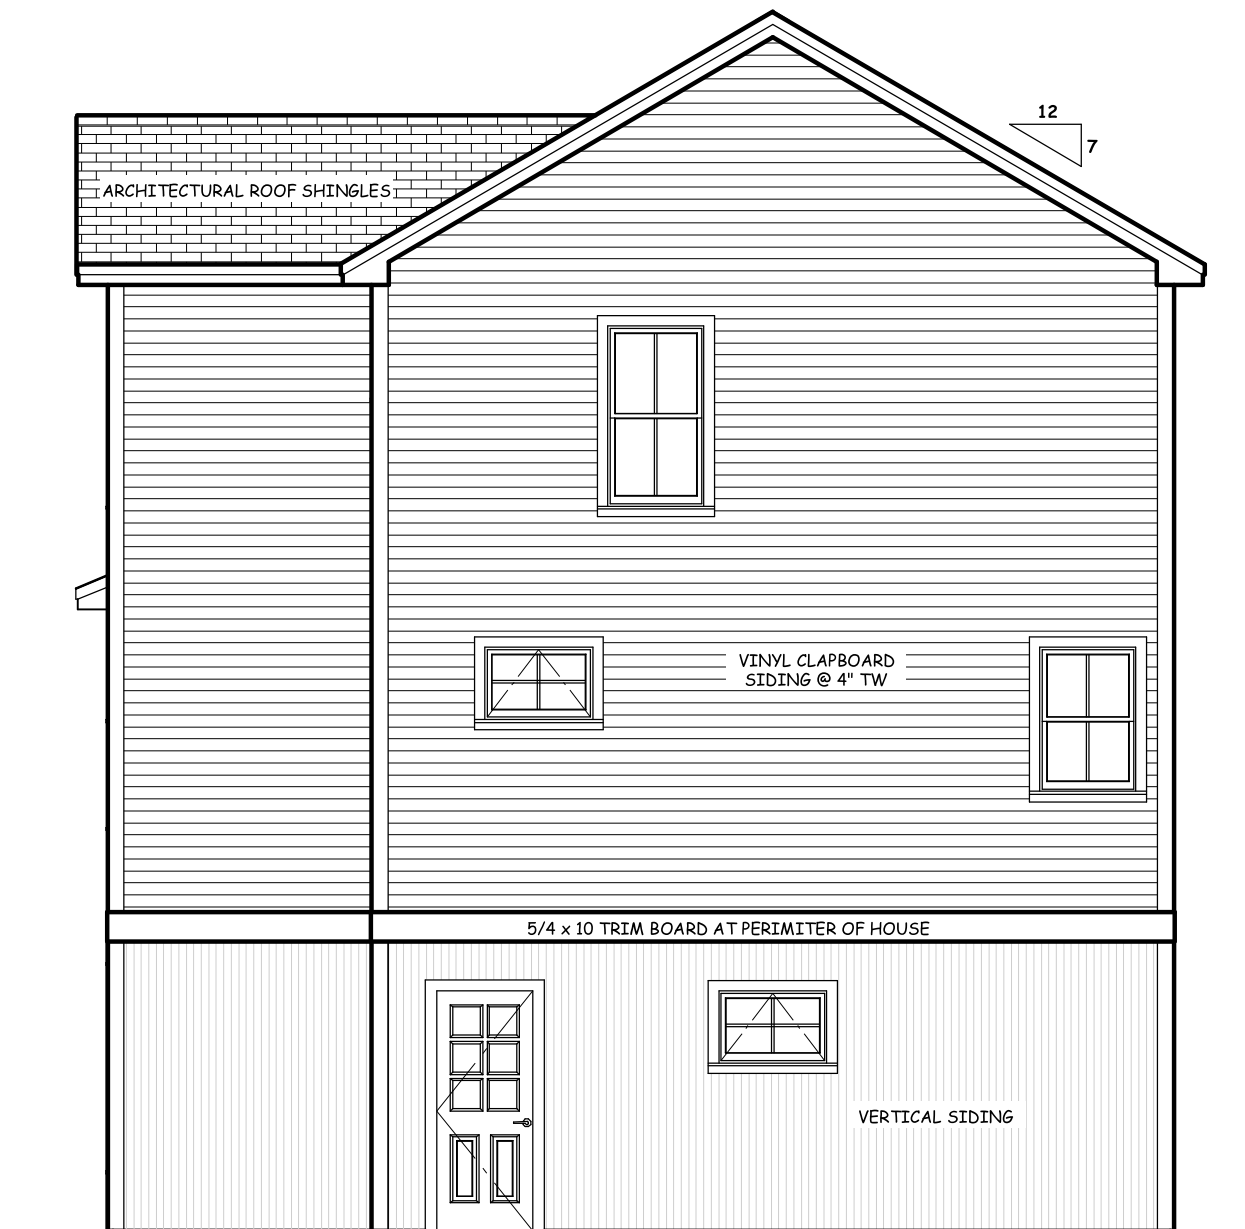 12
7
ARCHITECTURAL ROOF SHINGLES
VINYL CLAPBOARD
SIDING @ 4" TW
5/4 x 10 TRIM BOARD AT PERIMITER OF HOUSE
VERTICAL SIDING